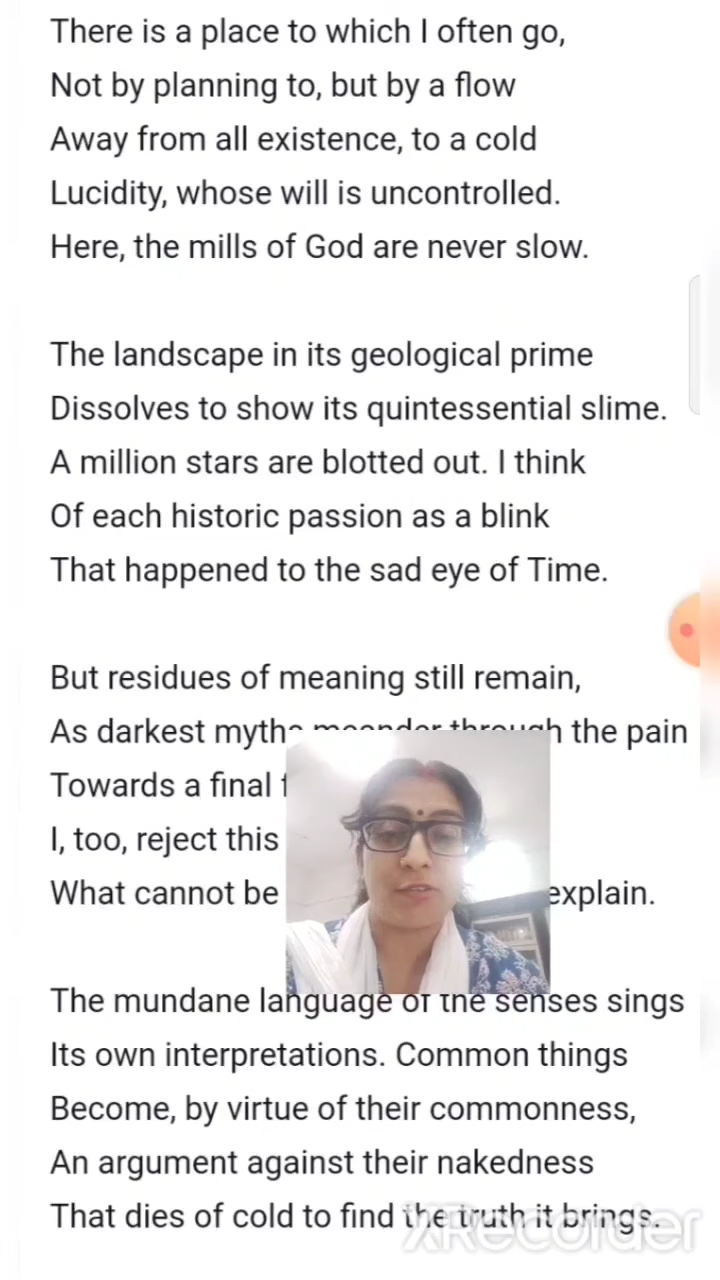 There is a place to which I often go,
Not by planning to, but by a flow
Away from all existence, to a cold
Lucidity, whose will is uncontrolled.
Here, the mills of God are never slow.
The landscape in its geological prime
Dissolves to show its quintessential slime.
A million stars are blotted out. I think
Of each historic passion as a blink
That happened to the sad eye of Time.
But residues of meaning still remain,
As darkest myths meander through the pain
Towards a final
I, too, reject this
What cannot be explain.
The mundane language of the senses sings
Its own interpretations. Common things
Become, by virtue of their commonness,
An argument against their nakedness
That dies of cold to find the truth it brings.
XRecorder